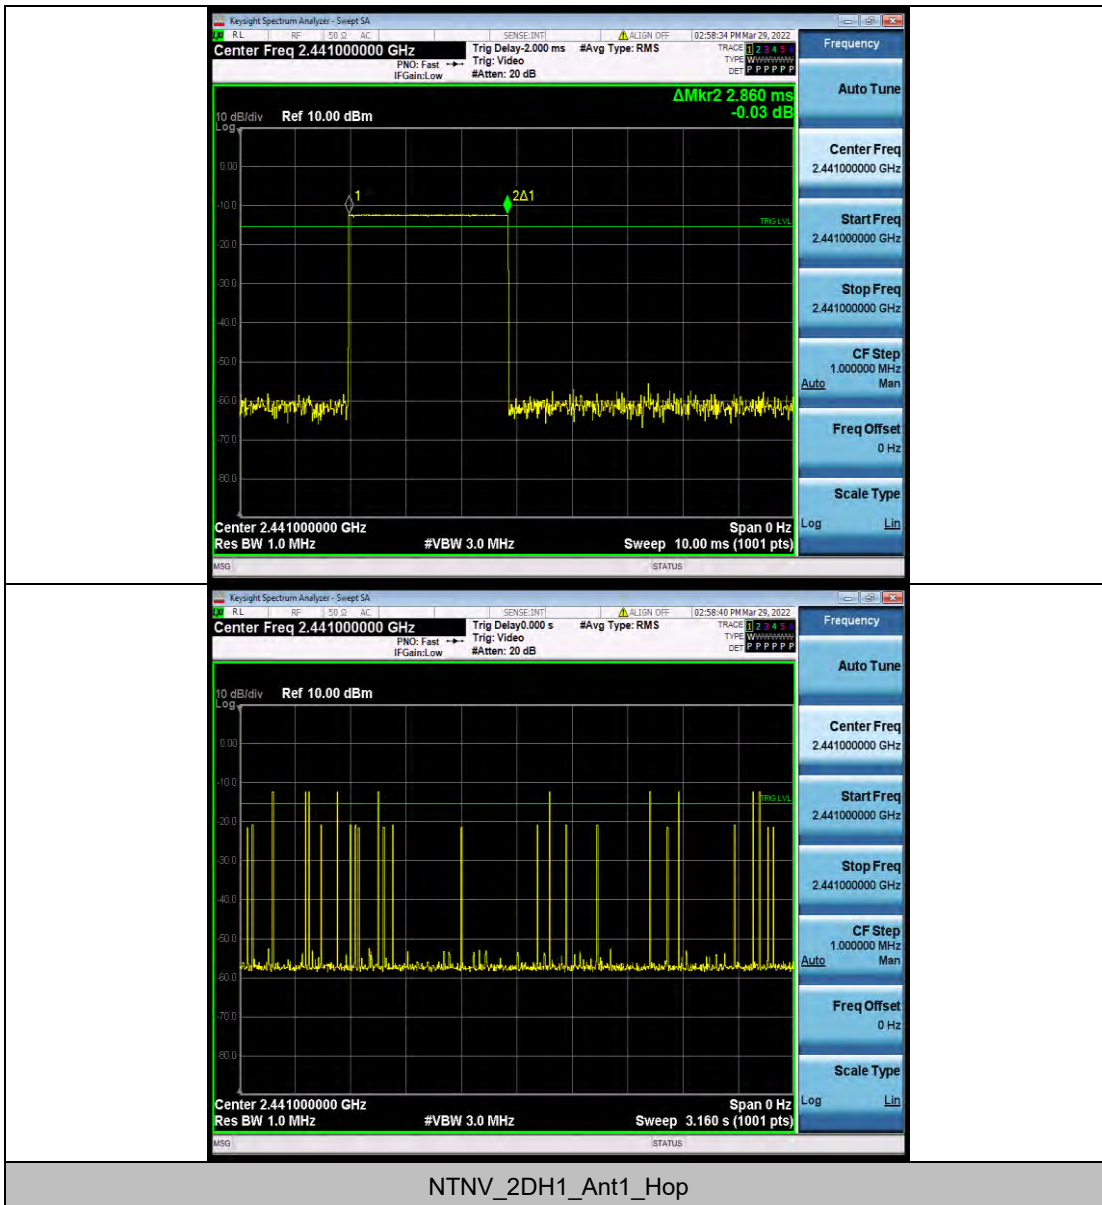 Keysight Spectrum Analyzer - Swept SA
RL RF 50 Ω AC SENSE:INT ALIGN OFF 02:58:34 PM Mar 29, 2022
Center Freq 2.441000000 GHz
Trig Delay-2.000 ms #Avg Type: RMS TRACE 1 2 3 4 5 6
PNO: Fast Trig: Video TYPE WWWWWW
IFGain:Low #Atten: 20 dB DET P P P P P P
ΔMkr2 2.860 ms
-0.03 dB
10 dB/div Ref 10.00 dBm
Log
0.00
1
2Δ1
-10.0
TRIG LVL
-20.0
-30.0
-40.0
-50.0
-60.0
-70.0
-80.0
Center 2.441000000 GHz Span 0 Hz
Res BW 1.0 MHz #VBW 3.0 MHz Sweep 10.00 ms (1001 pts)
MSG STATUS
Frequency
Auto Tune
Center Freq
2.441000000 GHz
Start Freq
2.441000000 GHz
Stop Freq
2.441000000 GHz
CF Step
1.000000 MHz
Auto Man
Freq Offset
0 Hz
Scale Type
Log Lin
Keysight Spectrum Analyzer - Swept SA
RL RF 50 Ω AC SENSE:INT ALIGN OFF 02:58:40 PM Mar 29, 2022
Center Freq 2.441000000 GHz
Trig Delay0.000 s #Avg Type: RMS TRACE 1 2 3 4 5 6
PNO: Fast Trig: Video TYPE WWWWWW
IFGain:Low #Atten: 20 dB DET P P P P P P
10 dB/div Ref 10.00 dBm
Log
0.00
-10.0
TRIG LVL
-20.0
-30.0
-40.0
-50.0
-60.0
-70.0
-80.0
Center 2.441000000 GHz Span 0 Hz
Res BW 1.0 MHz #VBW 3.0 MHz Sweep 3.160 s (1001 pts)
MSG STATUS
Frequency
Auto Tune
Center Freq
2.441000000 GHz
Start Freq
2.441000000 GHz
Stop Freq
2.441000000 GHz
CF Step
1.000000 MHz
Auto Man
Freq Offset
0 Hz
Scale Type
Log Lin
NTNV_2DH1_Ant1_Hop